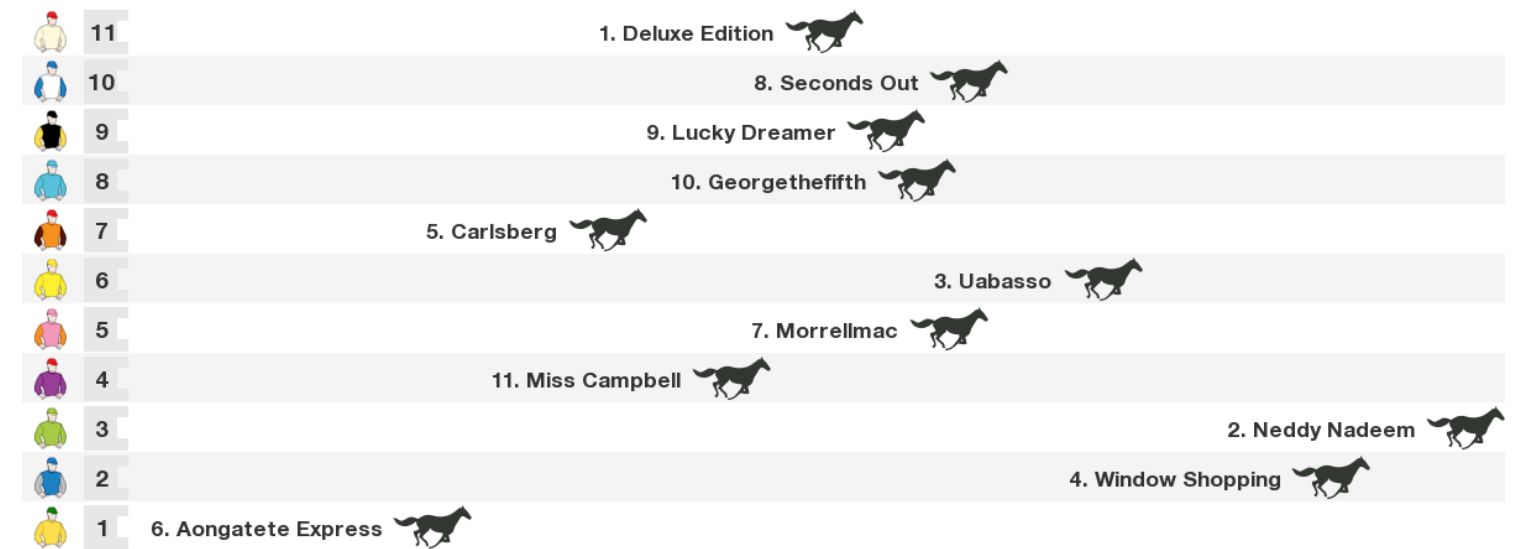 11 1. Deluxe Edition
10 8. Seconds Out
9 9. Lucky Dreamer
8 10. Georgethefifth
7 5. Carlsberg
6 3. Uabasso
5 7. Morrellmac
4 11. Miss Campbell
3 2. Neddy Nadeem
2 4. Window Shopping
1 6. Aongatete Express